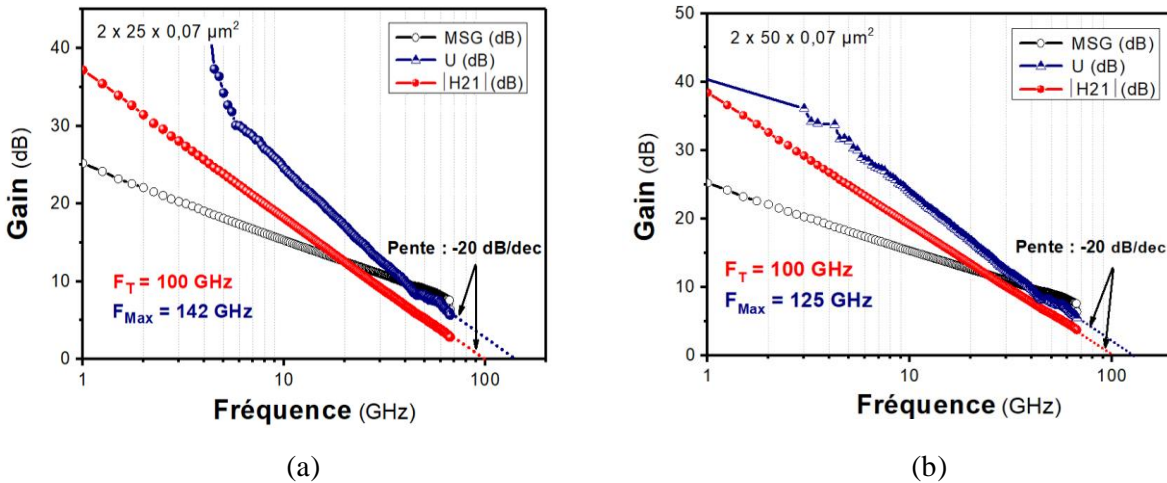 2 x 25 x 0,07 µm²
MSG (dB)
U (dB)
|H21|(dB)
40
30
20
10
0
Gain (dB)
Pente : -20 dB/dec
F_T = 100 GHz
F_Max = 142 GHz
1
10
100
Fréquence (GHz)
(a)
2 x 50 x 0,07 µm²
MSG (dB)
U (dB)
|H21|(dB)
50
40
30
20
10
0
Gain (dB)
Pente : -20 dB/dec
F_T = 100 GHz
F_Max = 125 GHz
1
10
100
Fréquence (GHz)
(b)